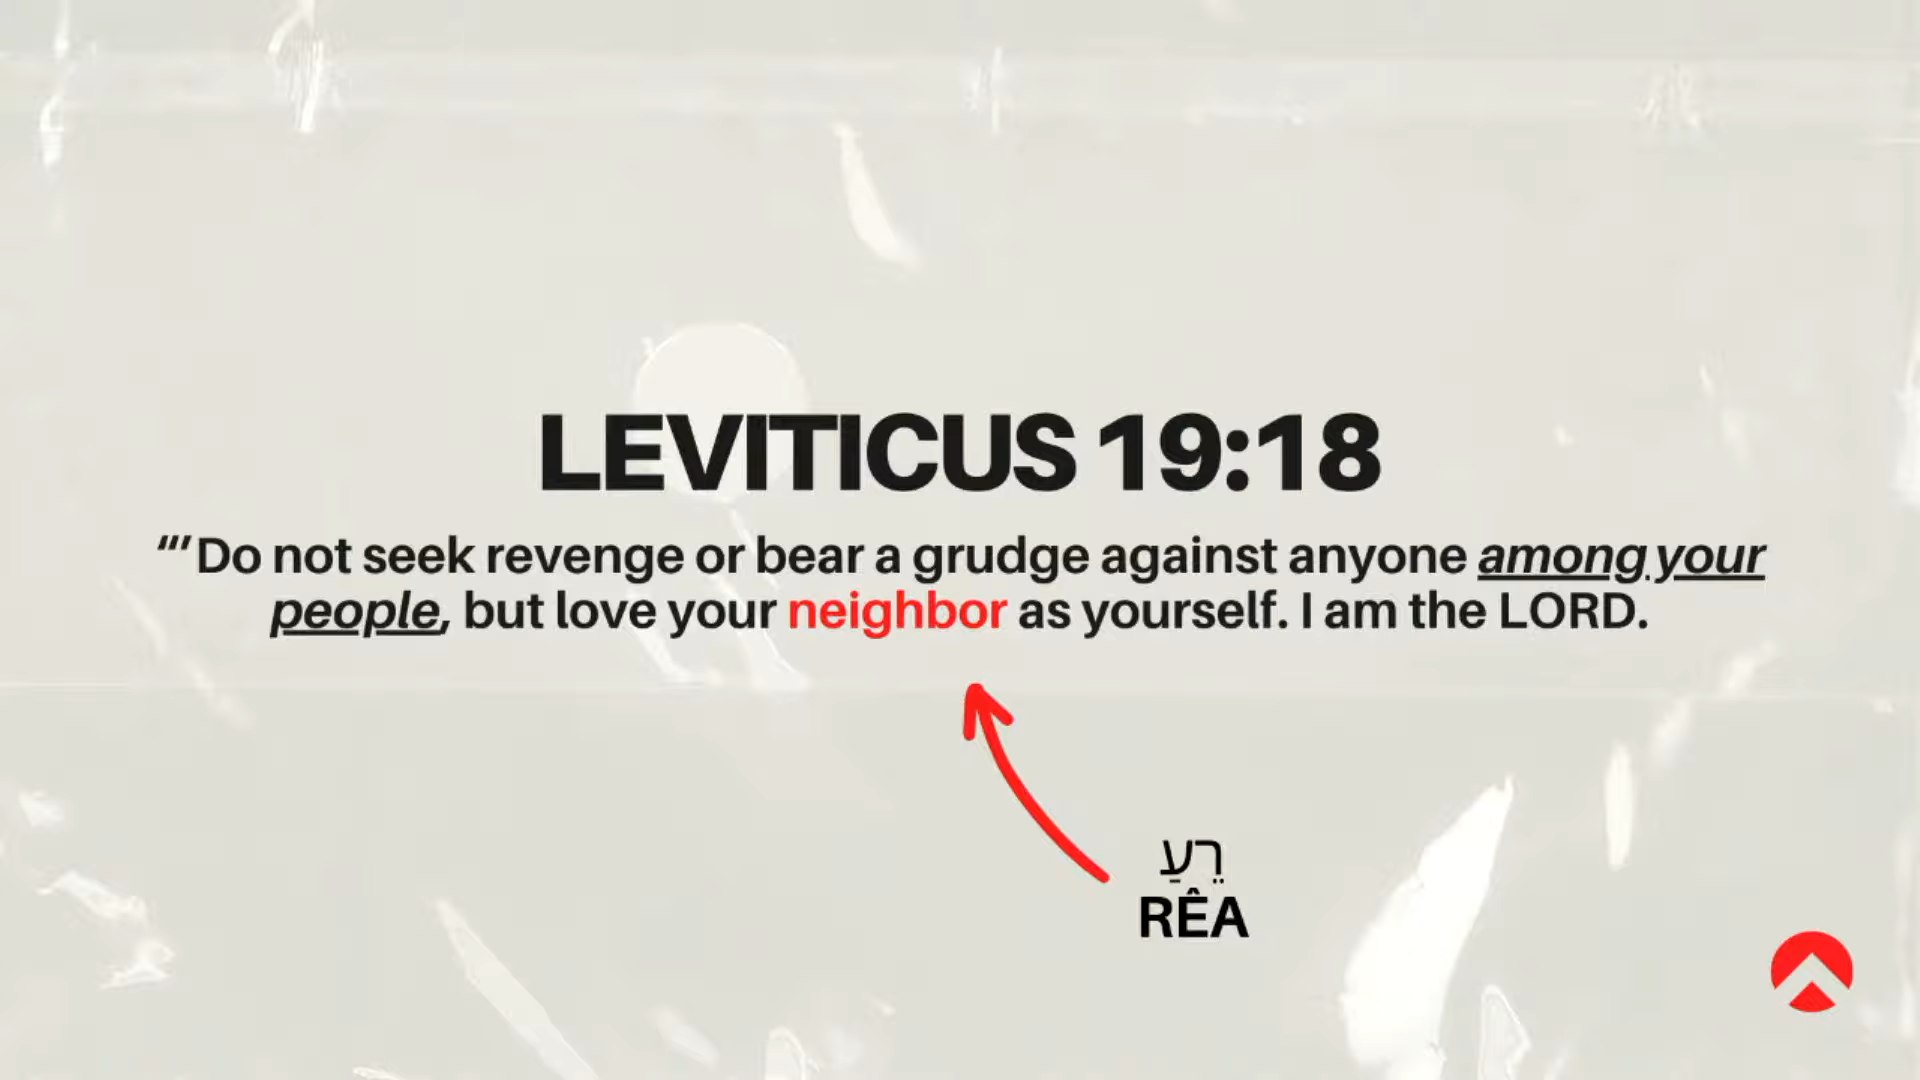 LEVITICUS 19:18
“‘Do not seek revenge or bear a grudge against anyone among your
people, but love your neighbor as yourself. I am the LORD.
רֵעַ
RÊA